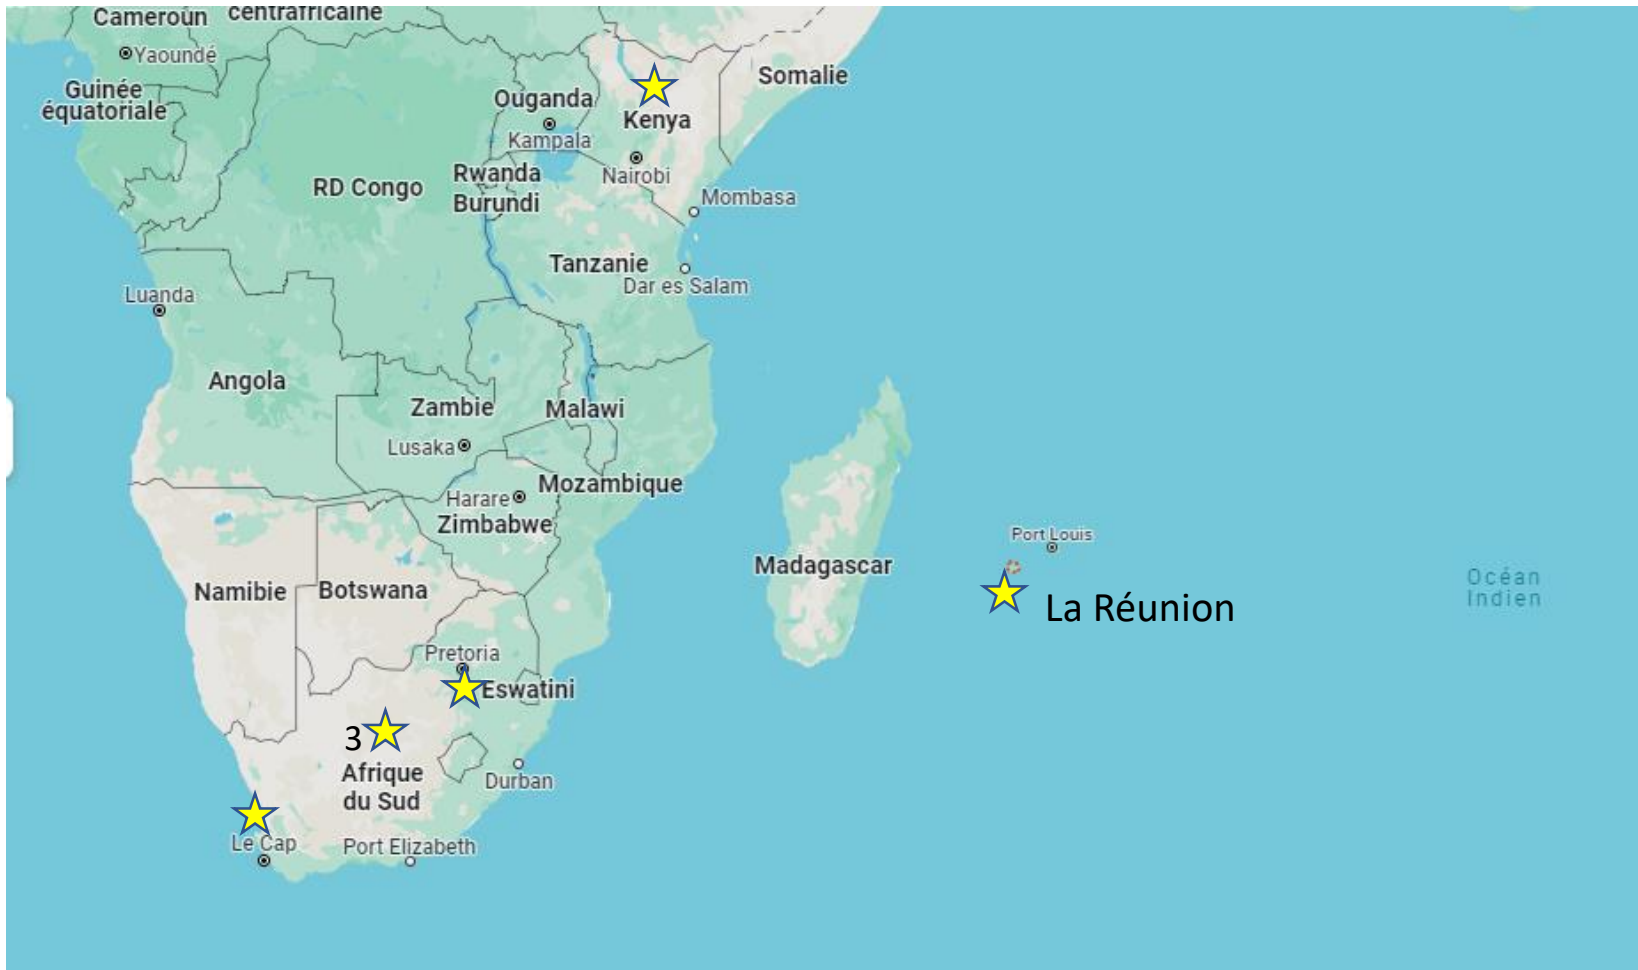 Cameroun
centrafricaine
Yaoundé
Somalie
Guinée
équatoriale
Ouganda
Kenya
Kampala
Nairobi
Rwanda
RD Congo
Burundi
Mombasa
Tanzanie
Dar es Salam
Luanda
Angola
Zambie
Malawi
Lusaka
Mozambique
Harare
Zimbabwe
Port Louis
Madagascar
Océan
Indien
Namibie
Botswana
La Réunion
Pretoria
Eswatini
3
Afrique
du Sud
Durban
Le Cap
Port Elizabeth